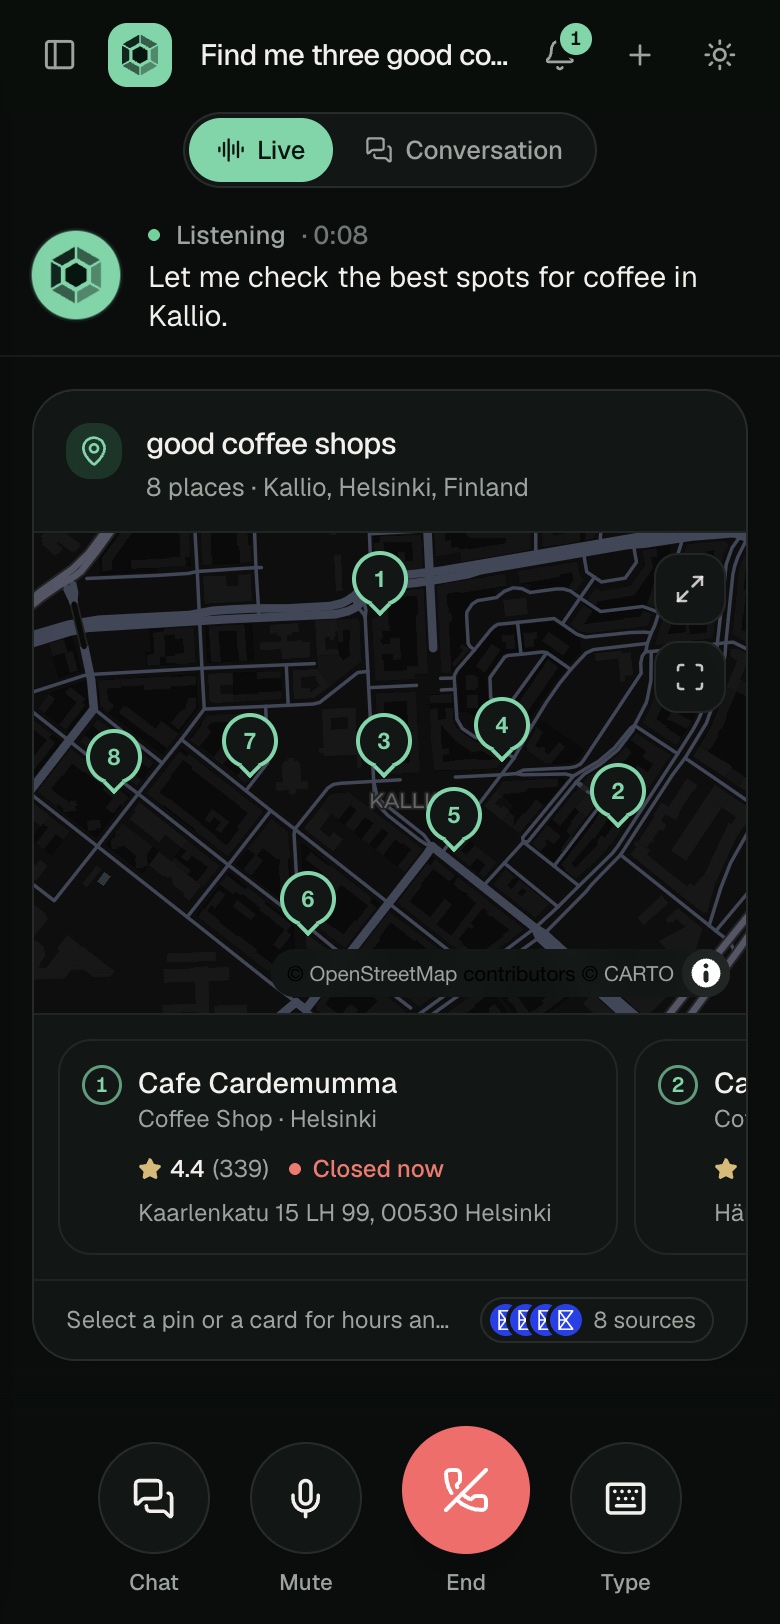 Find me three good co...
1
Live
Conversation
Listening · 0:08
Let me check the best spots for coffee in
Kallio.
good coffee shops
8 places · Kallio, Helsinki, Finland
1
4
7
3
8
2
5
6
© OpenStreetMap contributors © CARTO
1 Cafe Cardemumma
Coffee Shop · Helsinki
4.4 (339) Closed now
Kaarlenkatu 15 LH 99, 00530 Helsinki
2
Select a pin or a card for hours an...
8 sources
Chat
Mute
End
Type